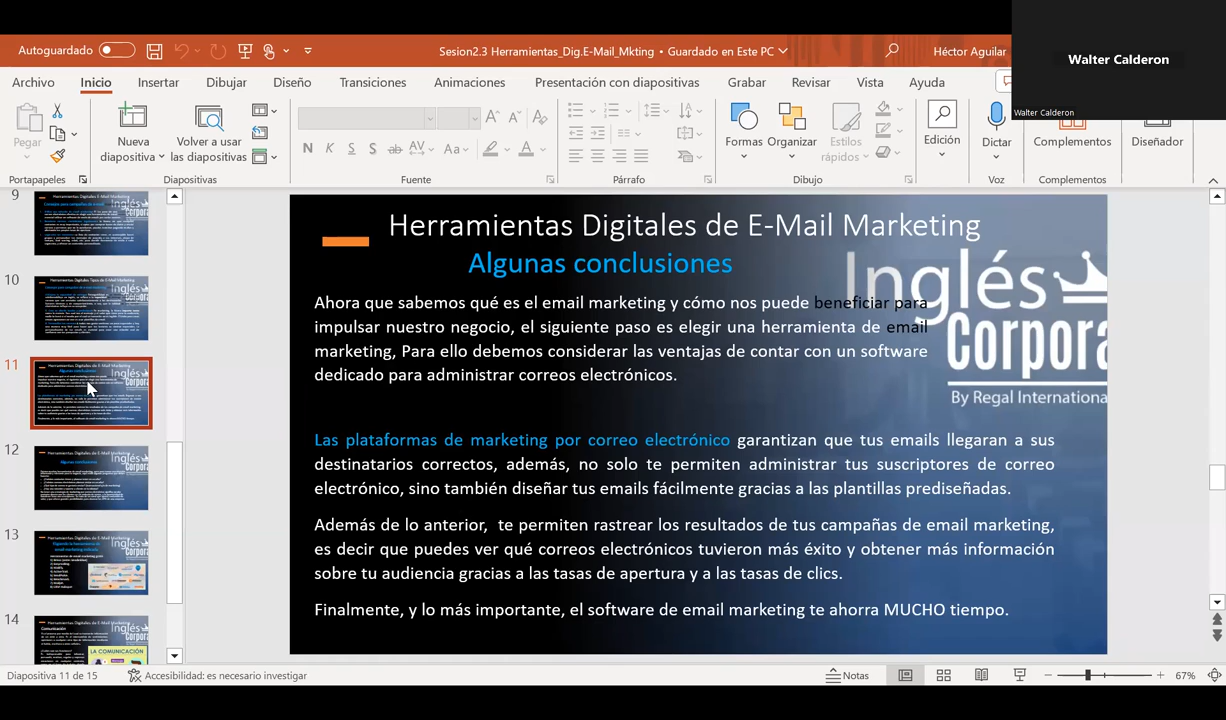 Autoguardado
Sesion2.3 Herramientas_Dig.E-Mail_Mkting • Guardado en Este PC
Héctor Aguilar
Walter Calderon
Walter Calderon
Archivo Inicio Insertar Dibujar Diseño Transiciones Animaciones Presentación con diapositivas Grabar Revisar Vista Ayuda
Pegar
Nueva diapositiva
Volver a usar las diapositivas
N K S S ab AV Aa A
Formas Organizar Estilos rápidos
Edición
Dictar
Complementos
Diseñador
Portapapeles Diapositivas Fuente Párrafo Dibujo Voz Complementos
9
10
11
12
13
14
LA COMUNICACIÓN
Herramientas Digitales de E-Mail Marketing
Algunas conclusiones
Ahora que sabemos qué es el email marketing y cómo nos puede beneficiar para
impulsar nuestro negocio, el siguiente paso es elegir una herramienta de email
marketing, Para ello debemos considerar las ventajas de contar con un software
dedicado para administrar correos electrónicos.
Inglés
Corpora
By Regal Internationa
Las plataformas de marketing por correo electrónico garantizan que tus emails llegaran a sus
destinatarios correctos, además, no solo te permiten administrar tus suscriptores de correo
electrónico, sino también diseñar tus emails fácilmente gracias a las plantillas prediseñadas.
Además de lo anterior, te permiten rastrear los resultados de tus campañas de email marketing,
es decir que puedes ver qué correos electrónicos tuvieron más éxito y obtener más información
sobre tu audiencia gracias a las tasas de apertura y a las tasas de clics.
Finalmente, y lo más importante, el software de email marketing te ahorra MUCHO tiempo.
Diapositiva 11 de 15
Accesibilidad: es necesario investigar
Notas
67%